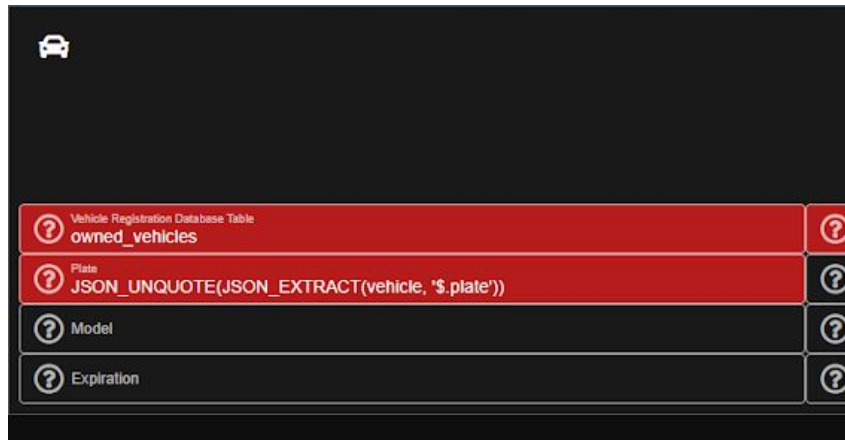 Vehicle Registration Database Table
owned_vehicles
Plate
JSON_UNQUOTE(JSON_EXTRACT(vehicle, '$.plate'))
Model
Expiration